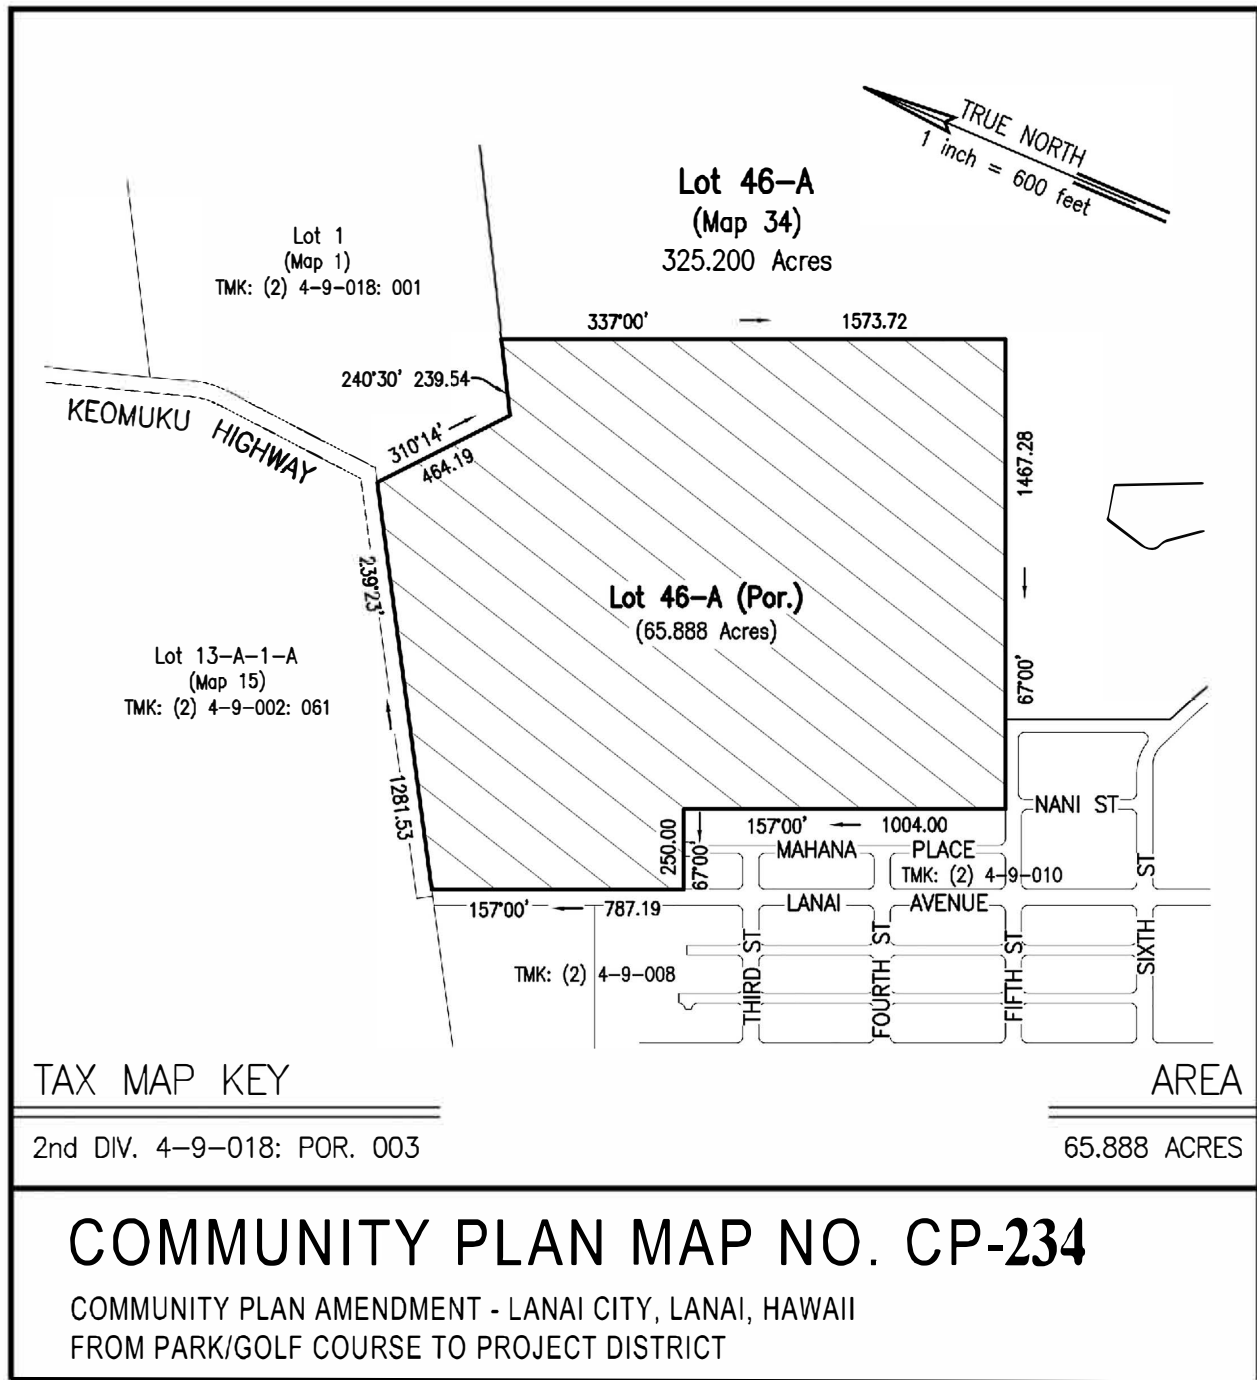 TRUE NORTH
1 inch = 600 feet
Lot 46-A
(Map 34)
325.200 Acres
Lot 1
(Map 1)
TMK: (2) 4-9-018: 001
337°00' 1573.72
240°30' 239.54
KEOMUKU HIGHWAY
310°14'
464.19
1467.28
67°00'
239°23'
1281.53
Lot 46-A (Por.)
(65.888 Acres)
Lot 13-A-1-A
(Map 15)
TMK: (2) 4-9-002: 061
NANI ST
250.00
67°00'
157°00' 1004.00
MAHANA PLACE
TMK: (2) 4-9-010
LANAI AVENUE
157°00' 787.19
TMK: (2) 4-9-008
THIRD ST
FOURTH ST
FIFTH ST
SIXTH ST
TAX MAP KEY
2nd DIV. 4-9-018: POR. 003
AREA
65.888 ACRES
COMMUNITY PLAN MAP NO. CP-234
COMMUNITY PLAN AMENDMENT - LANAI CITY, LANAI, HAWAII
FROM PARK/GOLF COURSE TO PROJECT DISTRICT